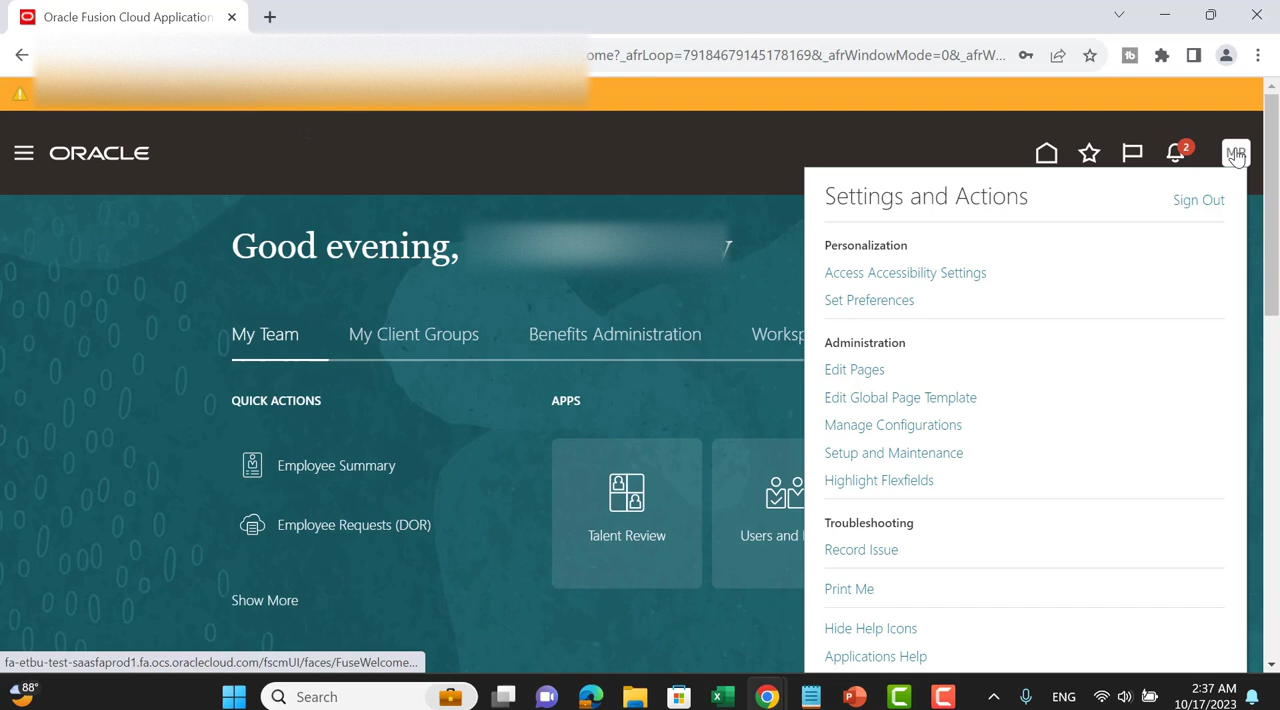 Oracle Fusion Cloud Application
ome?_afrLoop=79184679145178169&_afrWindowMode=0&_afrW...
ORACLE
2
Settings and Actions
Sign Out
Good evening,
Personalization
Access Accessibility Settings
Set Preferences
My Team
My Client Groups
Benefits Administration
Worksp
Administration
Edit Pages
Edit Global Page Template
Manage Configurations
Setup and Maintenance
Highlight Flexfields
QUICK ACTIONS
APPS
Employee Summary
Employee Requests (DOR)
Show More
Talent Review
Users and
Troubleshooting
Record Issue
Print Me
Hide Help Icons
Applications Help
fa-etbu-test-saasfaprod1.fa.ocs.oraclecloud.com/fscmUI/faces/FuseWelcome...
88°
Search
ENG
2:37 AM
10/17/2023